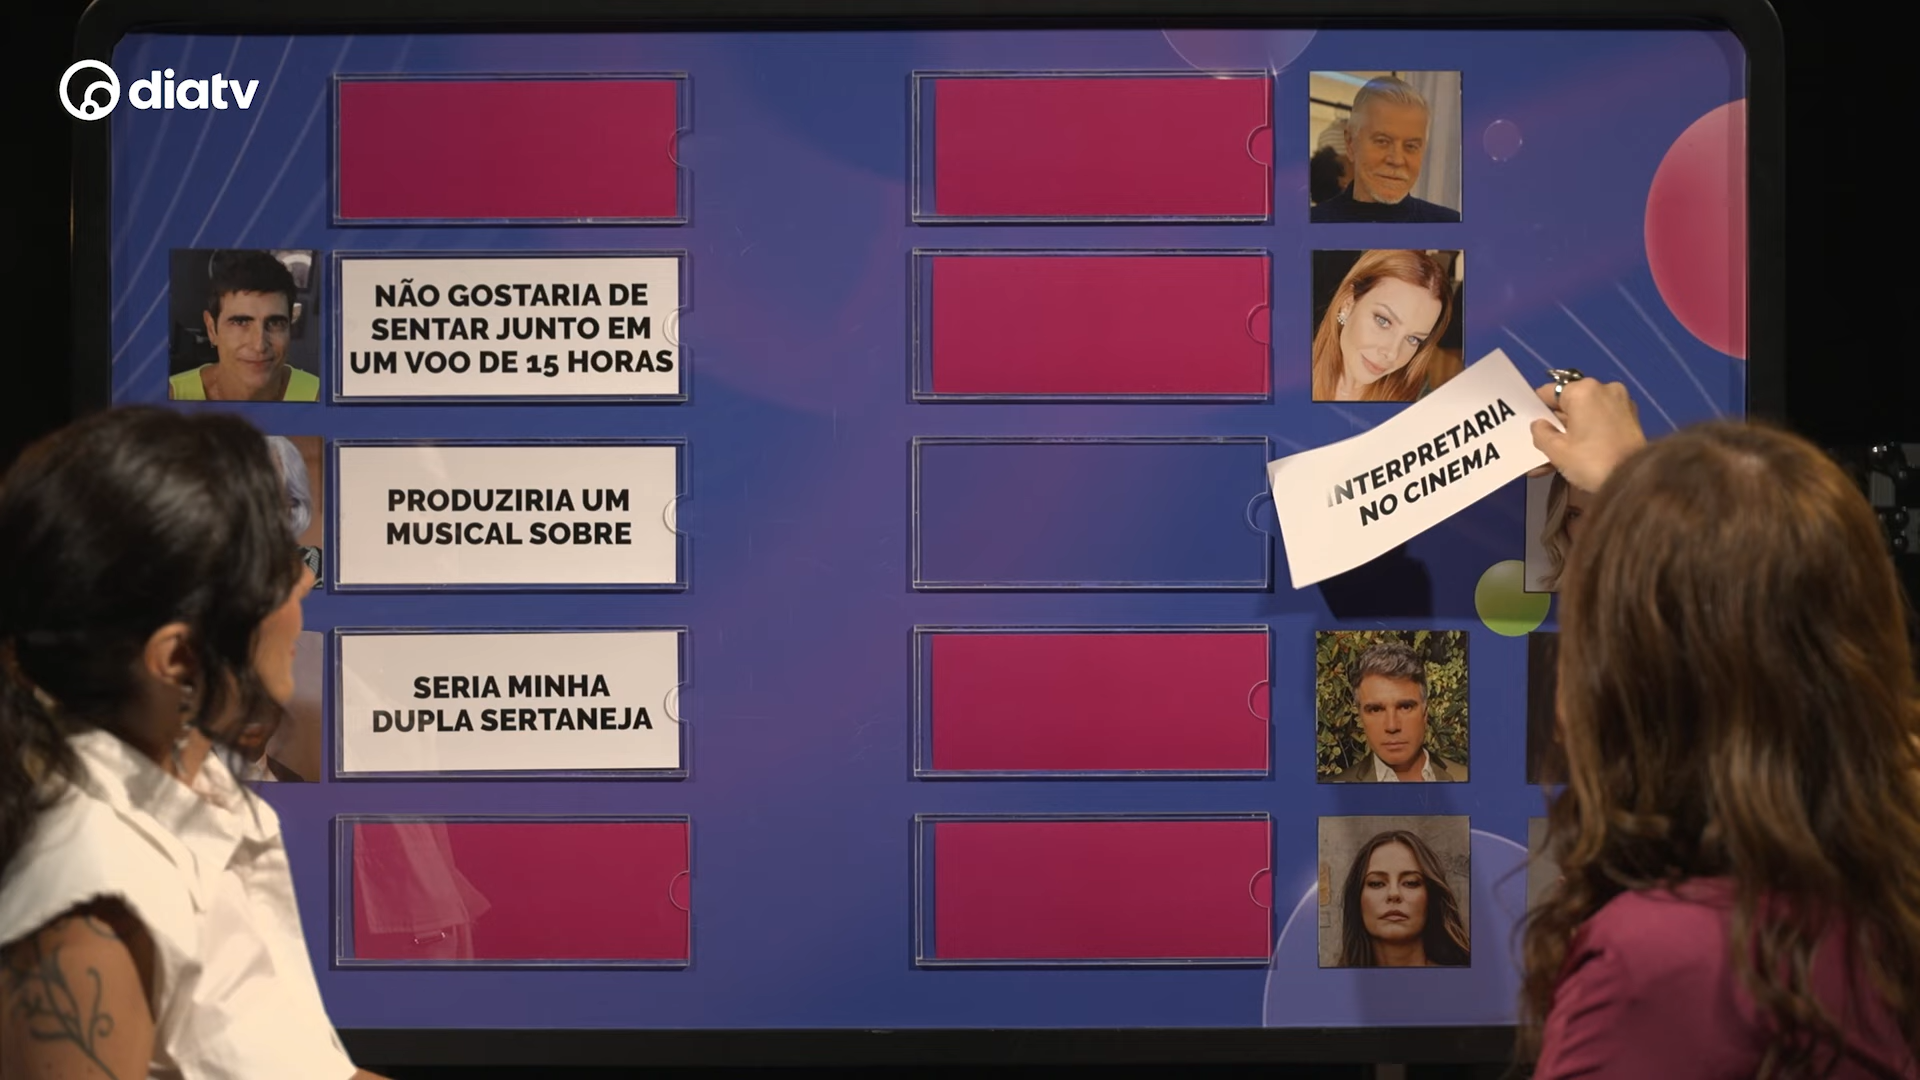 diatv
NÃO GOSTARIA DE
SENTAR JUNTO EM
UM VOO DE 15 HORAS
PRODUZIRIA UM
MUSICAL SOBRE
INTERPRETARIA
NO CINEMA
SERIA MINHA
DUPLA SERTANEJA